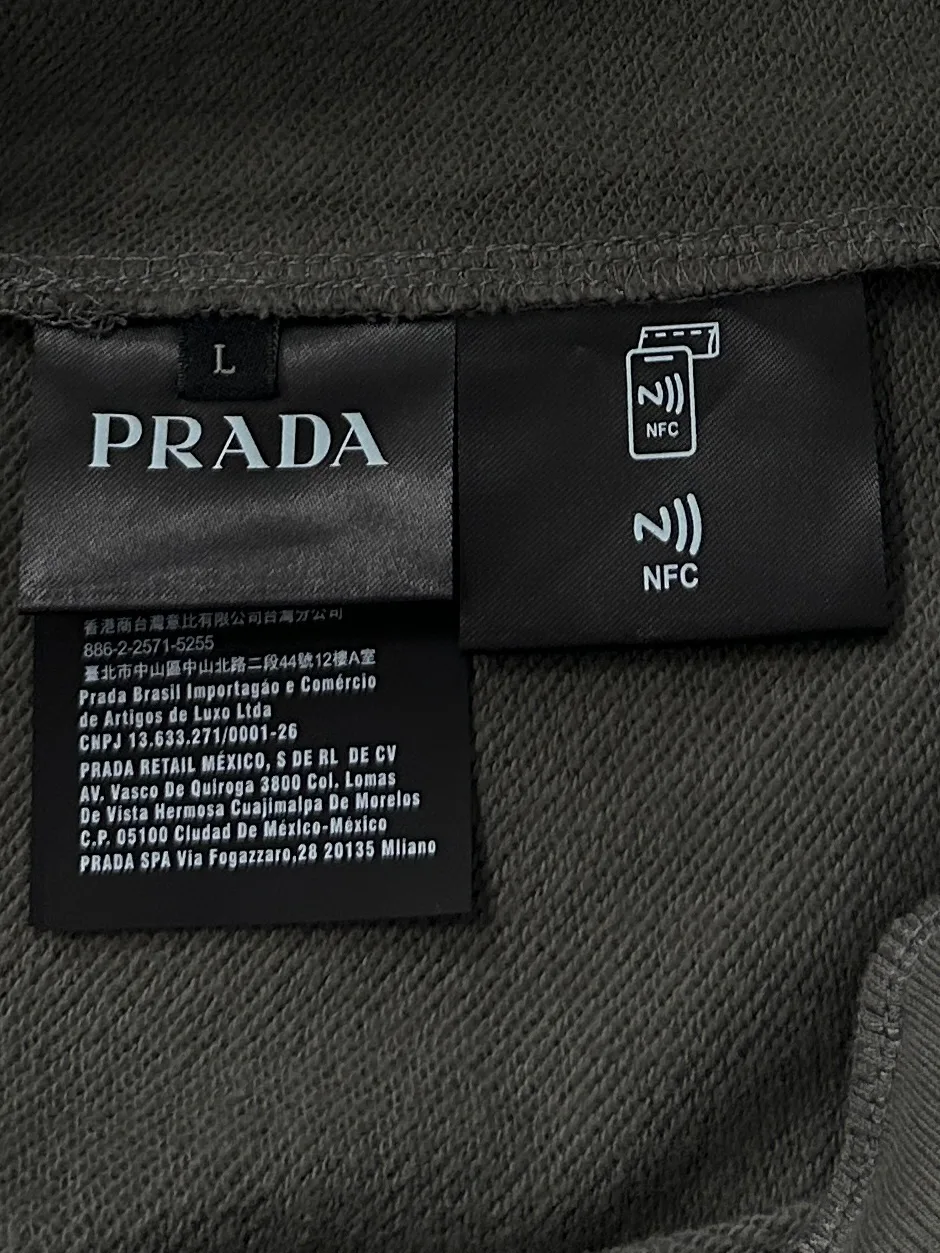 L
PRADA
NFC
NFC
香港商台灣意比有限公司台灣分公司
886-2-2571-5255
臺北市中山區中山北路二段44號12樓A室
Prada Brasil Importagáo e Comércio
de Artigos de Luxo Ltda
CNPJ 13.633.271/0001-26
PRADA RETAIL MÉXICO, S DE RL DE CV
AV. Vasco De Quiroga 3800 Col. Lomas
De Vista Hermosa Cuajimalpa De Morelos
C.P. 05100 Cludad De Méxlco-México
PRADA SPA Via Fogazzaro,28 20135 Mliano